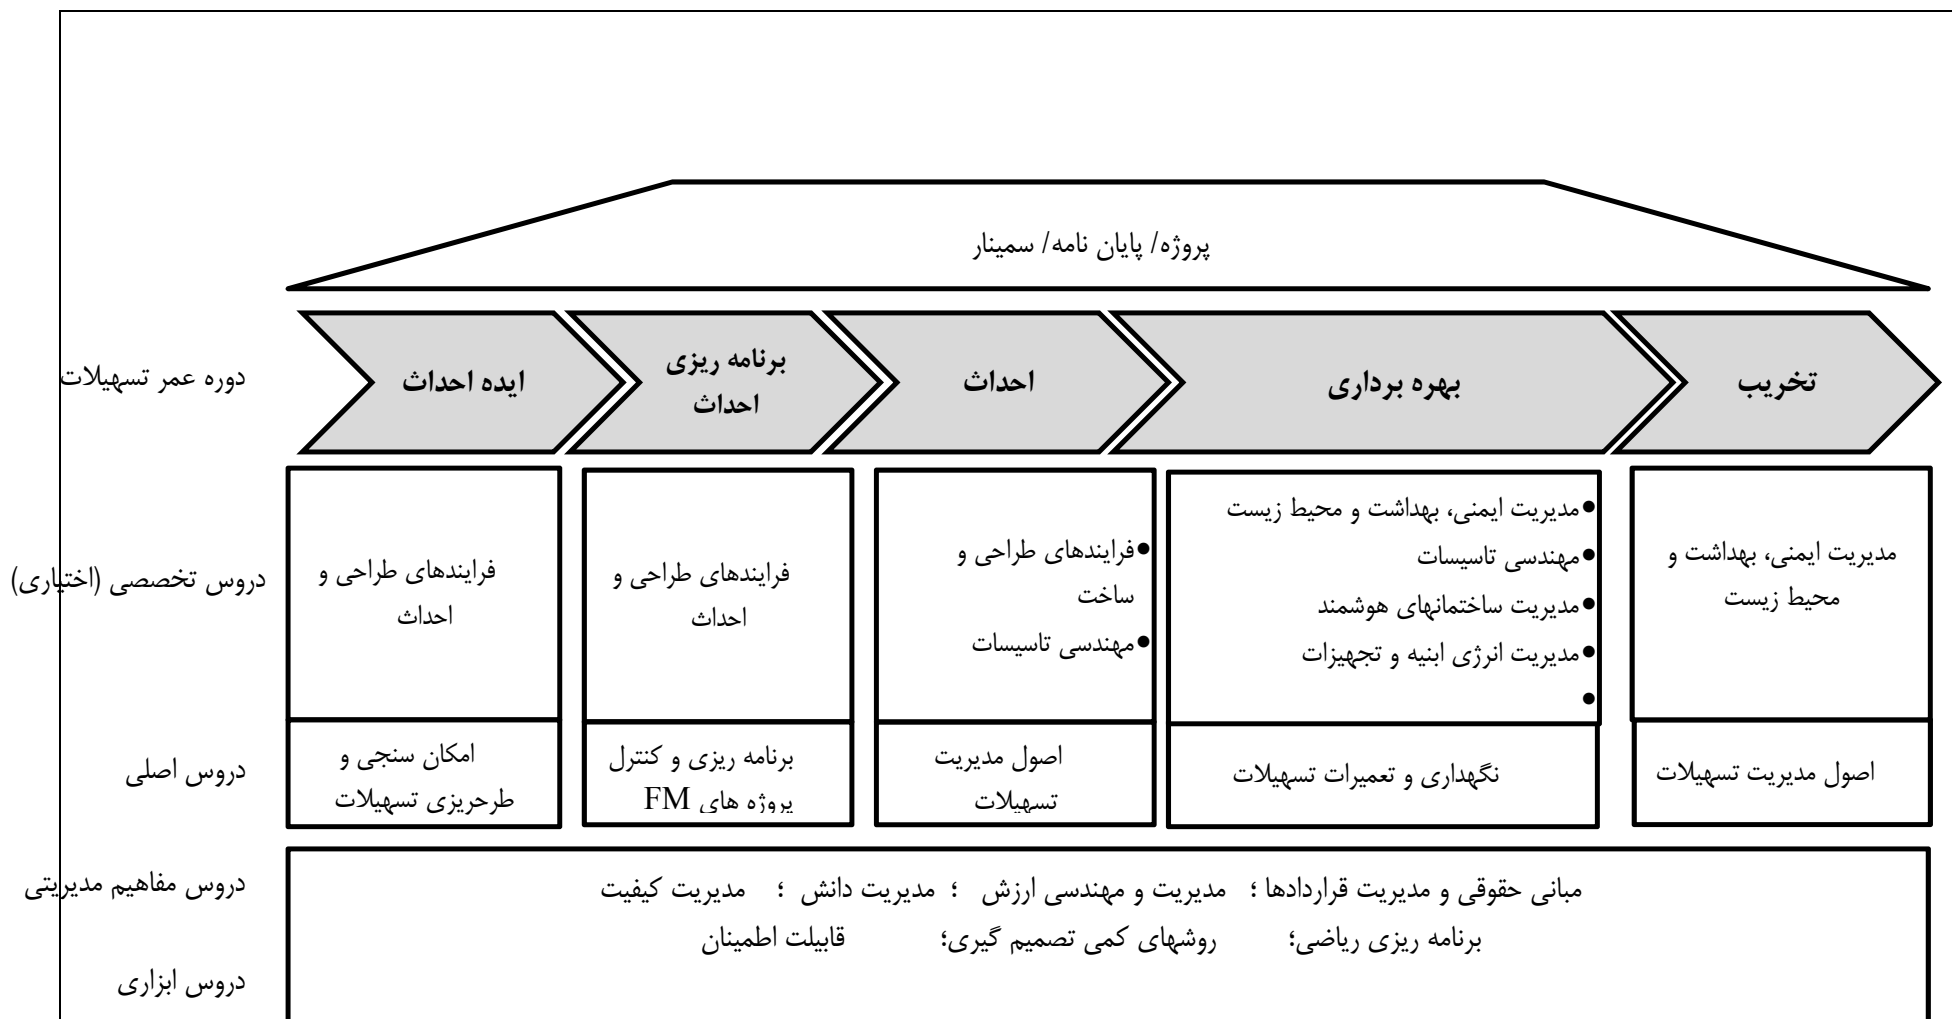 پروژه/ پایان نامه/ سمینار
دوره عمر تسهیلات
ایده احداث
برنامه ریزی
احداث
احداث
بهره برداری
تخریب
دروس تخصصی (اختیاری)
فرایندهای طراحی و
احداث
فرایندهای طراحی و
احداث
●فرایندهای طراحی و
ساخت
●مهندسی تاسیسات
●مدیریت ایمنی، بهداشت و محیط زیست
●مهندسی تاسیسات
●مدیریت ساختمانهای هوشمند
●مدیریت انرژی ابنیه و تجهیزات
●
مدیریت ایمنی، بهداشت و
محیط زیست
دروس اصلی
امکان سنجی و
طرحریزی تسهیلات
برنامه ریزی و کنترل
پروژه های FM
اصول مدیریت
تسهیلات
نگهداری و تعمیرات تسهیلات
اصول مدیریت تسهیلات
دروس مفاهیم مدیریتی
مبانی حقوقی و مدیریت قراردادها ؛ مدیریت و مهندسی ارزش ؛ مدیریت دانش ؛ مدیریت کیفیت
برنامه ریزی ریاضی؛ روشهای کمی تصمیم گیری؛ قابیلت اطمینان
دروس ابزاری